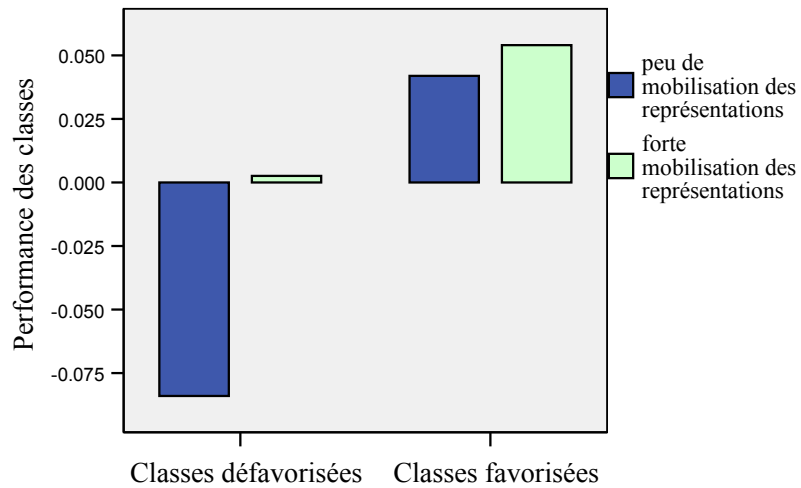 Performance des classes
0.050
0.025
0.000
-0.025
-0.050
-0.075
Classes défavorisées
Classes favorisées
peu de
mobilisation des
représentations
forte
mobilisation des
représentations